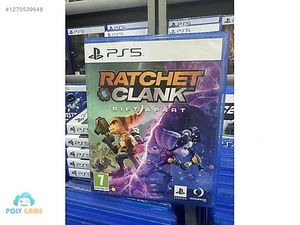 #1270539648
PS5
RATCHET
CLANK
RIFT APART
7
POLY GAME